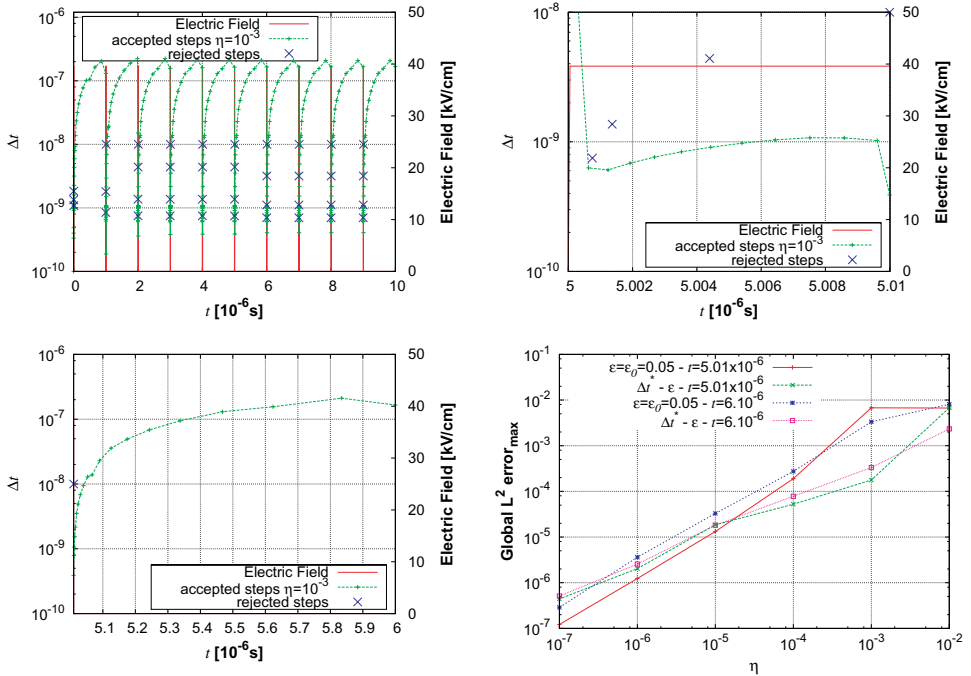 Electric Field
accepted steps η=10⁻³
rejected steps
10⁻⁶
10⁻⁷
10⁻⁸
10⁻⁹
10⁻¹⁰
Δt
50
40
30
20
10
0
Electric Field [kV/cm]
0 2 4 6 8 10
t [10⁻⁶s]
10⁻⁸
10⁻⁹
10⁻¹⁰
Δt
Electric Field
accepted steps η=10⁻³
rejected steps
50
40
30
20
10
0
Electric Field [kV/cm]
5 5.002 5.004 5.006 5.008 5.01
t [10⁻⁶s]
10⁻⁶
10⁻⁷
10⁻⁸
10⁻⁹
10⁻¹⁰
Δt
Electric Field
accepted steps η=10⁻³
rejected steps
50
40
30
20
10
0
Electric Field [kV/cm]
5.1 5.2 5.3 5.4 5.5 5.6 5.7 5.8 5.9 6
t [10⁻⁶s]
ε=ε₀=0.05 - t=5.01x10⁻⁶
Δt* - ε - t=5.01x10⁻⁶
ε=ε₀=0.05 - t=6.10⁻⁶
Δt* - ε - t=6.10⁻⁶
10⁻¹
10⁻²
10⁻³
10⁻⁴
10⁻⁵
10⁻⁶
10⁻⁷
Global L² error_max
10⁻⁷ 10⁻⁶ 10⁻⁵ 10⁻⁴ 10⁻³ 10⁻²
η